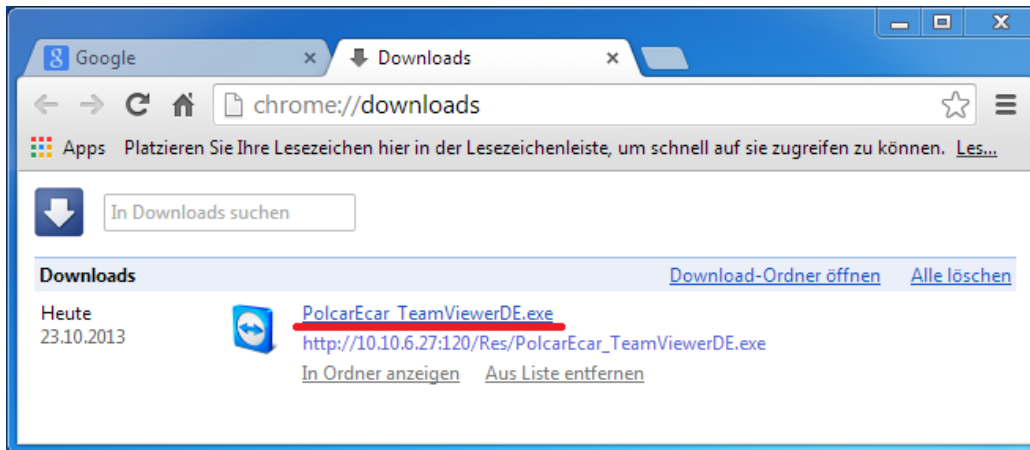 Google
Downloads
chrome://downloads
Apps Platzieren Sie Ihre Lesezeichen hier in der Lesezeichenleiste, um schnell auf sie zugreifen zu können. Les...
In Downloads suchen
Downloads Download-Ordner öffnen Alle löschen
Heute PolcarEcar_TeamViewerDE.exe
23.10.2013 http://10.10.6.27:120/Res/PolcarEcar_TeamViewerDE.exe
In Ordner anzeigen Aus Liste entfernen